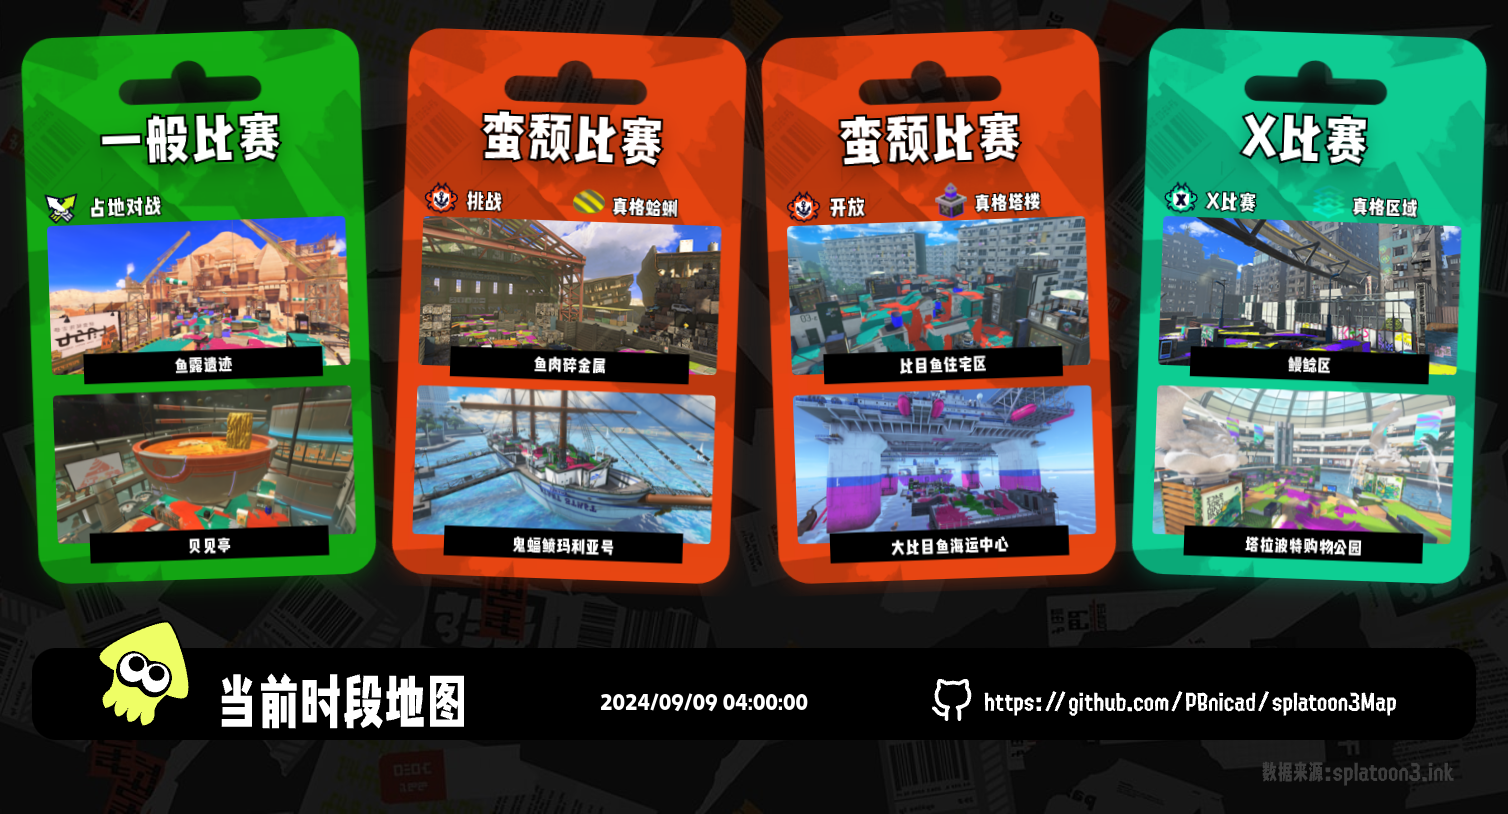 一般比赛
占地对战
鱼露遗迹
贝贝亭
蛮颓比赛
挑战
真格蛤蜊
鱼肉碎金属
鬼蝠鲼玛利亚号
蛮颓比赛
开放
真格塔楼
比目鱼住宅区
大比目鱼海运中心
X比赛
X比赛
真格区域
鳗鲶区
塔拉波特购物公园
当前时段地图
2024/09/09 04:00:00
https://github.com/PBnicad/splatoon3Map
数据来源:splatoon3.ink